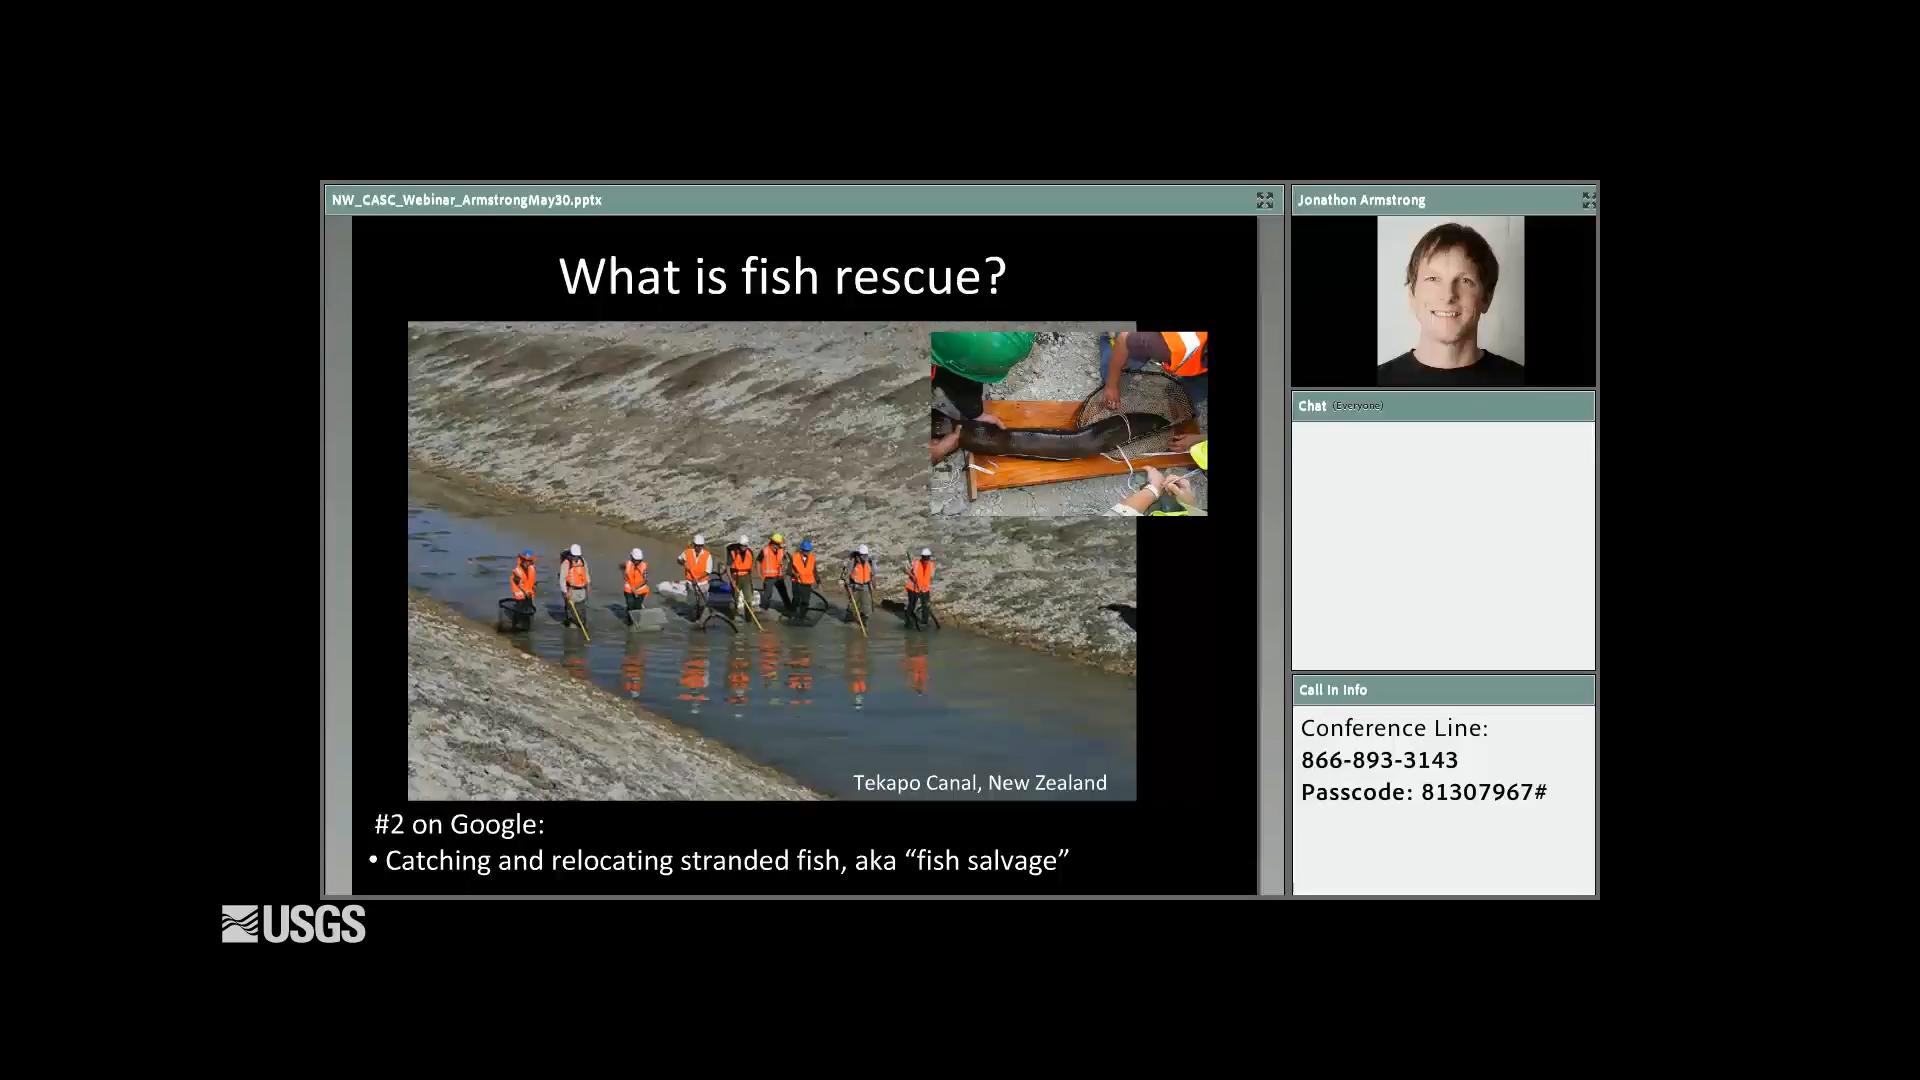 NW_CASC_Webinar_ArmstrongMay30.pptx
What is fish rescue?
Tekapo Canal, New Zealand
#2 on Google:
• Catching and relocating stranded fish, aka “fish salvage”
Jonathon Armstrong
Chat (Everyone)
Call In Info
Conference Line:
866-893-3143
Passcode: 81307967#
USGS